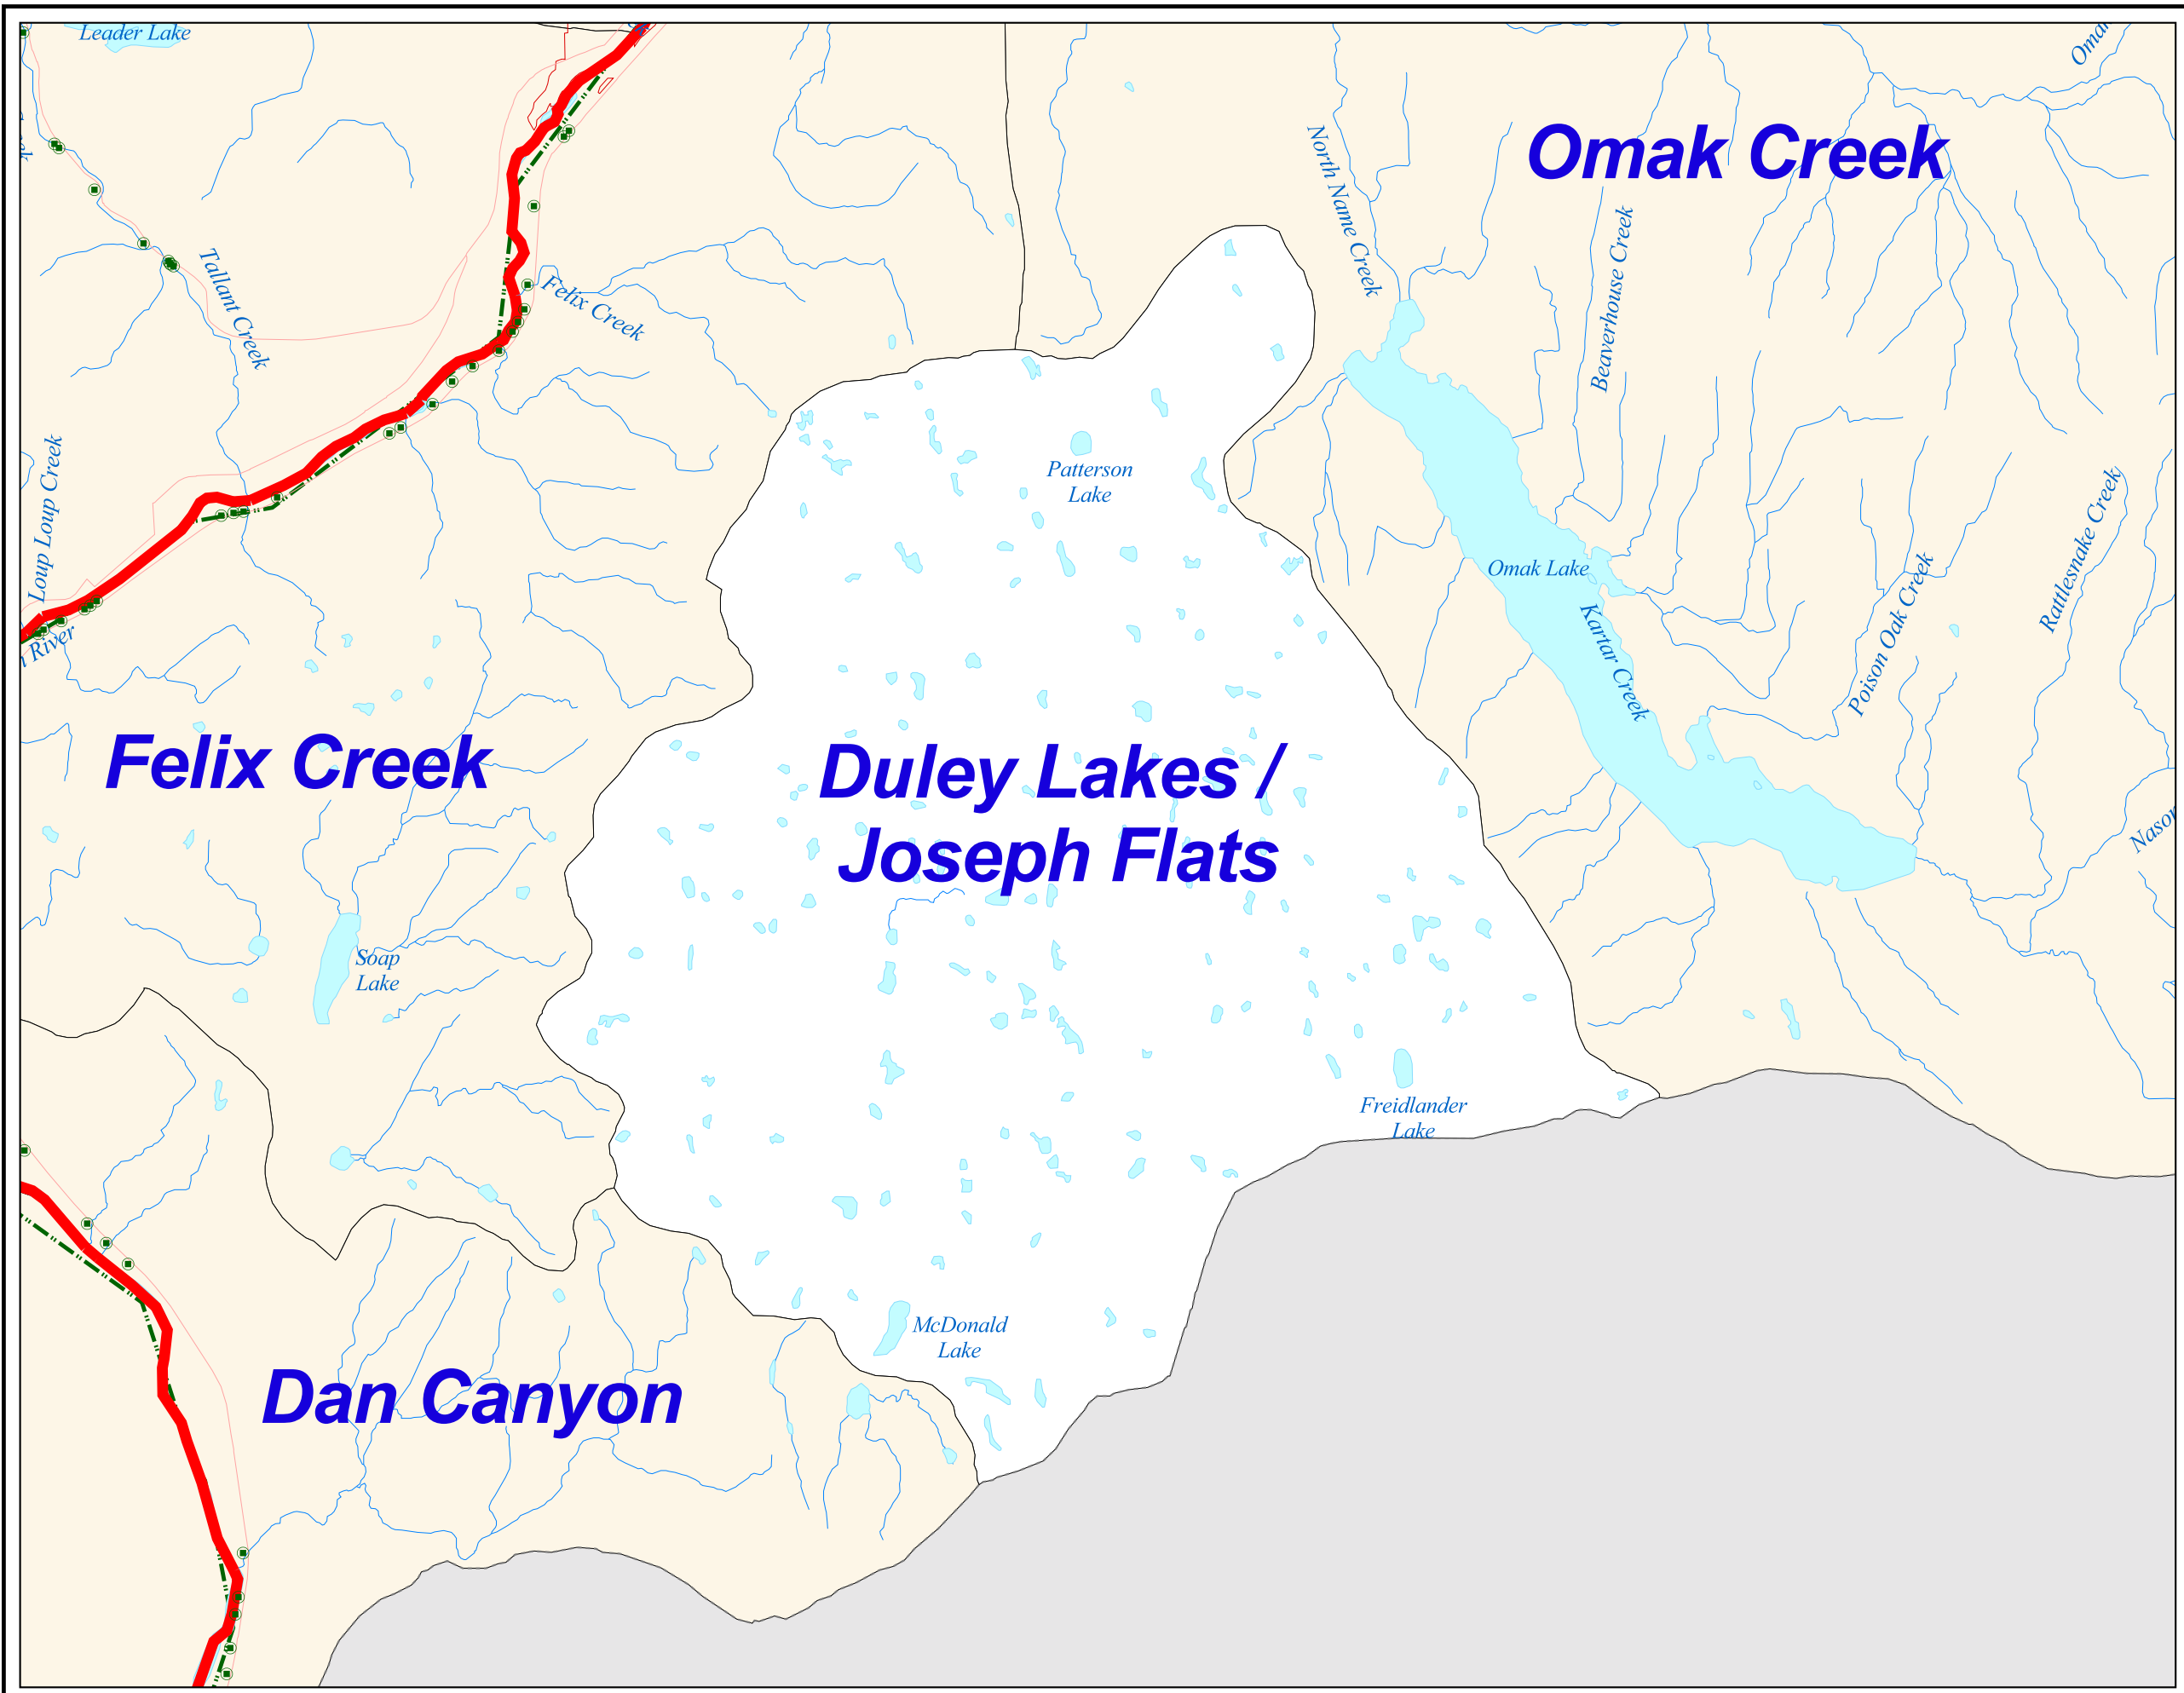 Leader Lake
Omak Creek
North Name Creek
Beaverhouse Creek
Tallant Creek
Felix Creek
Loup Loup Creek
Patterson
Lake
Omak Lake
Kartar Creek
Poison Oak Creek
Rattlesnake Creek
River
Felix Creek
Duley Lakes /
Joseph Flats
Soap
Lake
Freidlander
Lake
McDonald
Lake
Dan Canyon